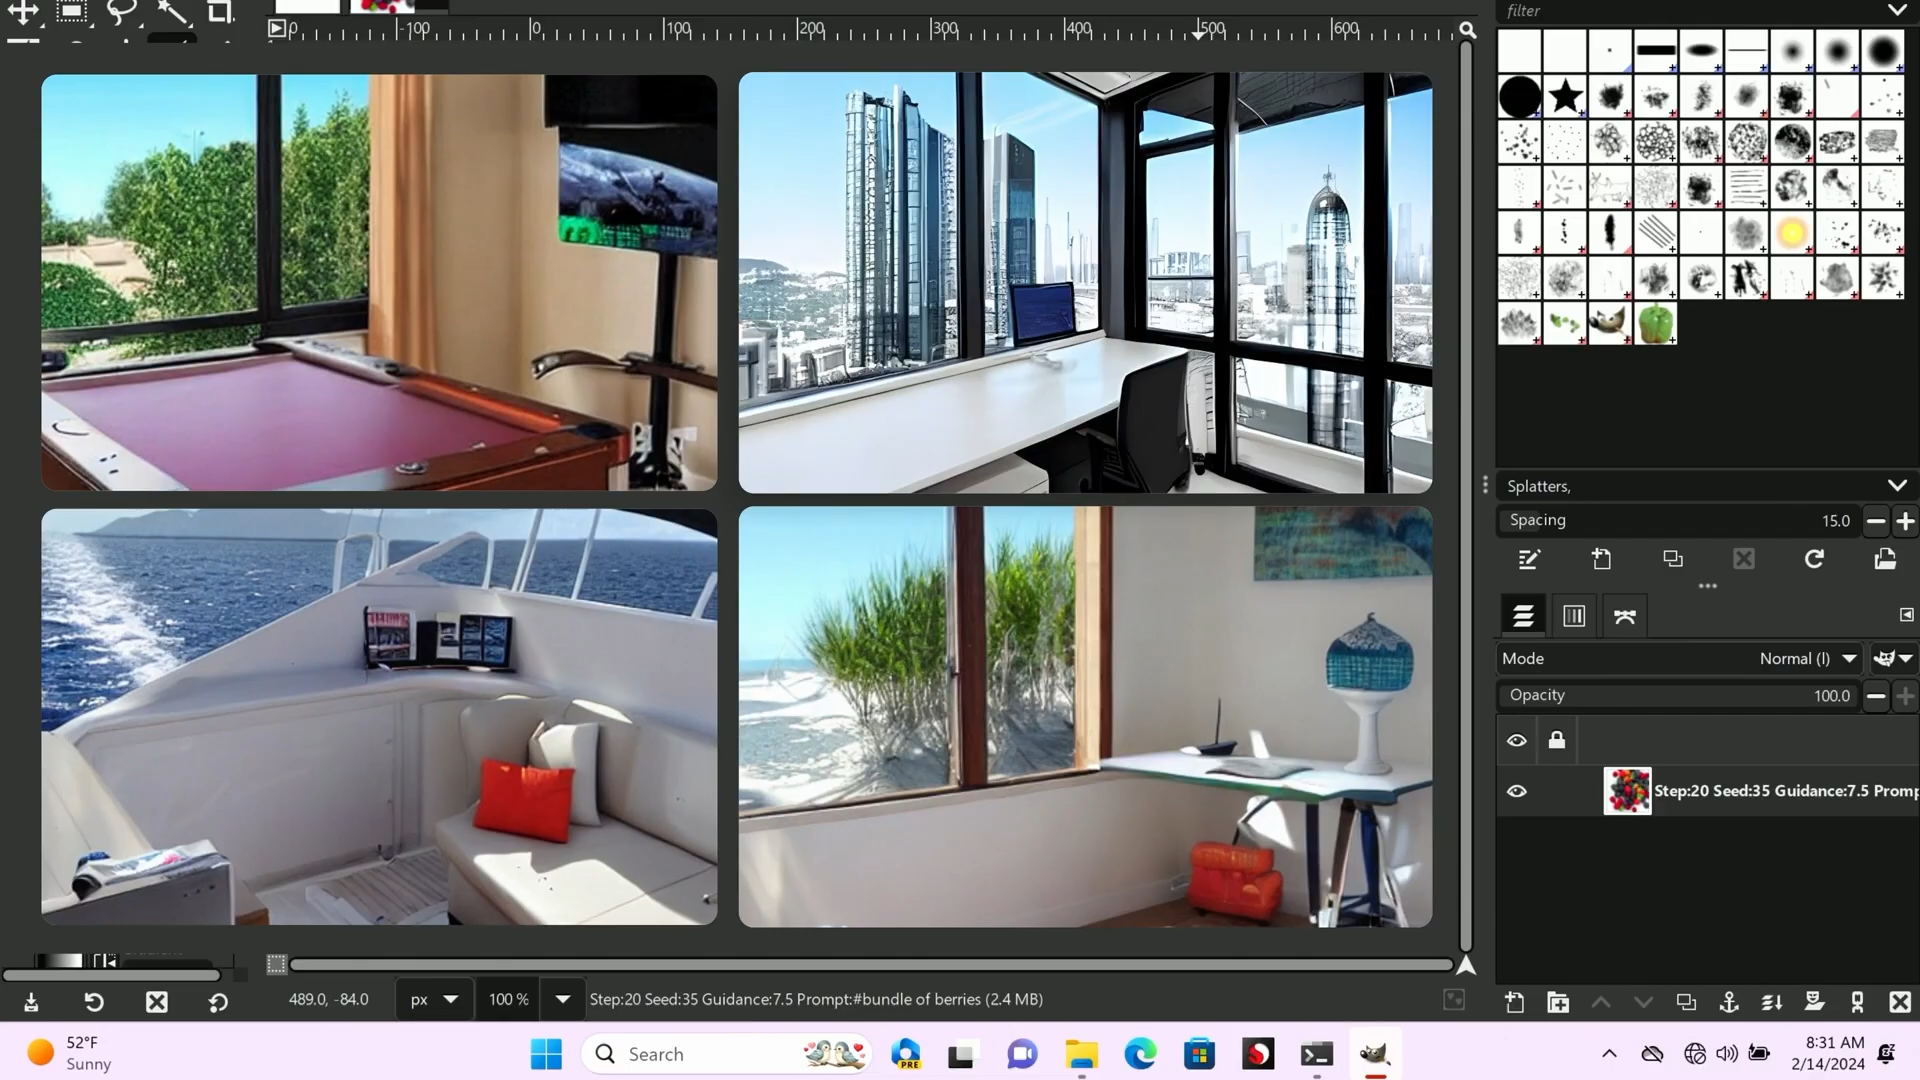 filter
0
-100
0
100
200
300
400
500
600
Splatters,
Spacing 15.0
Mode Normal (l)
Opacity 100.0
Step:20 Seed:35 Guidance:7.5 Promp
489.0, -84.0 px 100 % Step:20 Seed:35 Guidance:7.5 Prompt:#bundle of berries (2.4 MB)
52°F
Sunny
Search
PRE
8:31 AM
2/14/2024